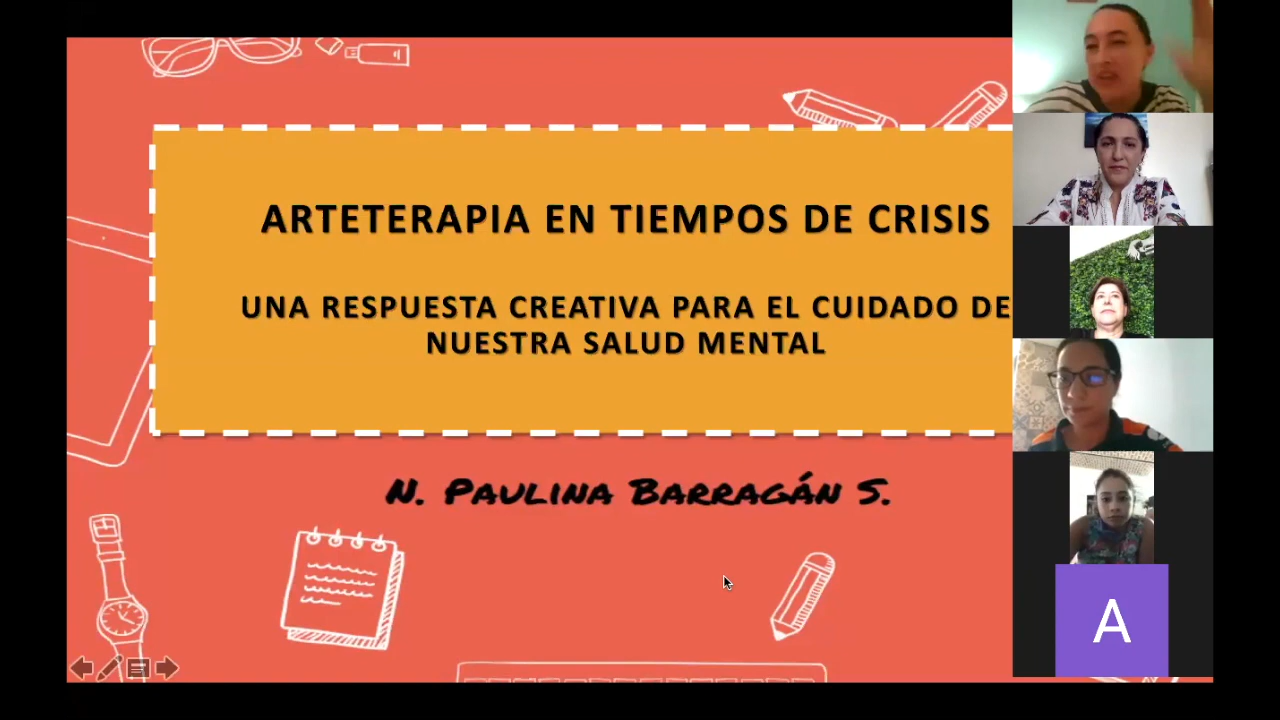 ARTETERAPIA EN TIEMPOS DE CRISIS
UNA RESPUESTA CREATIVA PARA EL CUIDADO DE
NUESTRA SALUD MENTAL
N. PAULINA BARRAGÁN S.
A